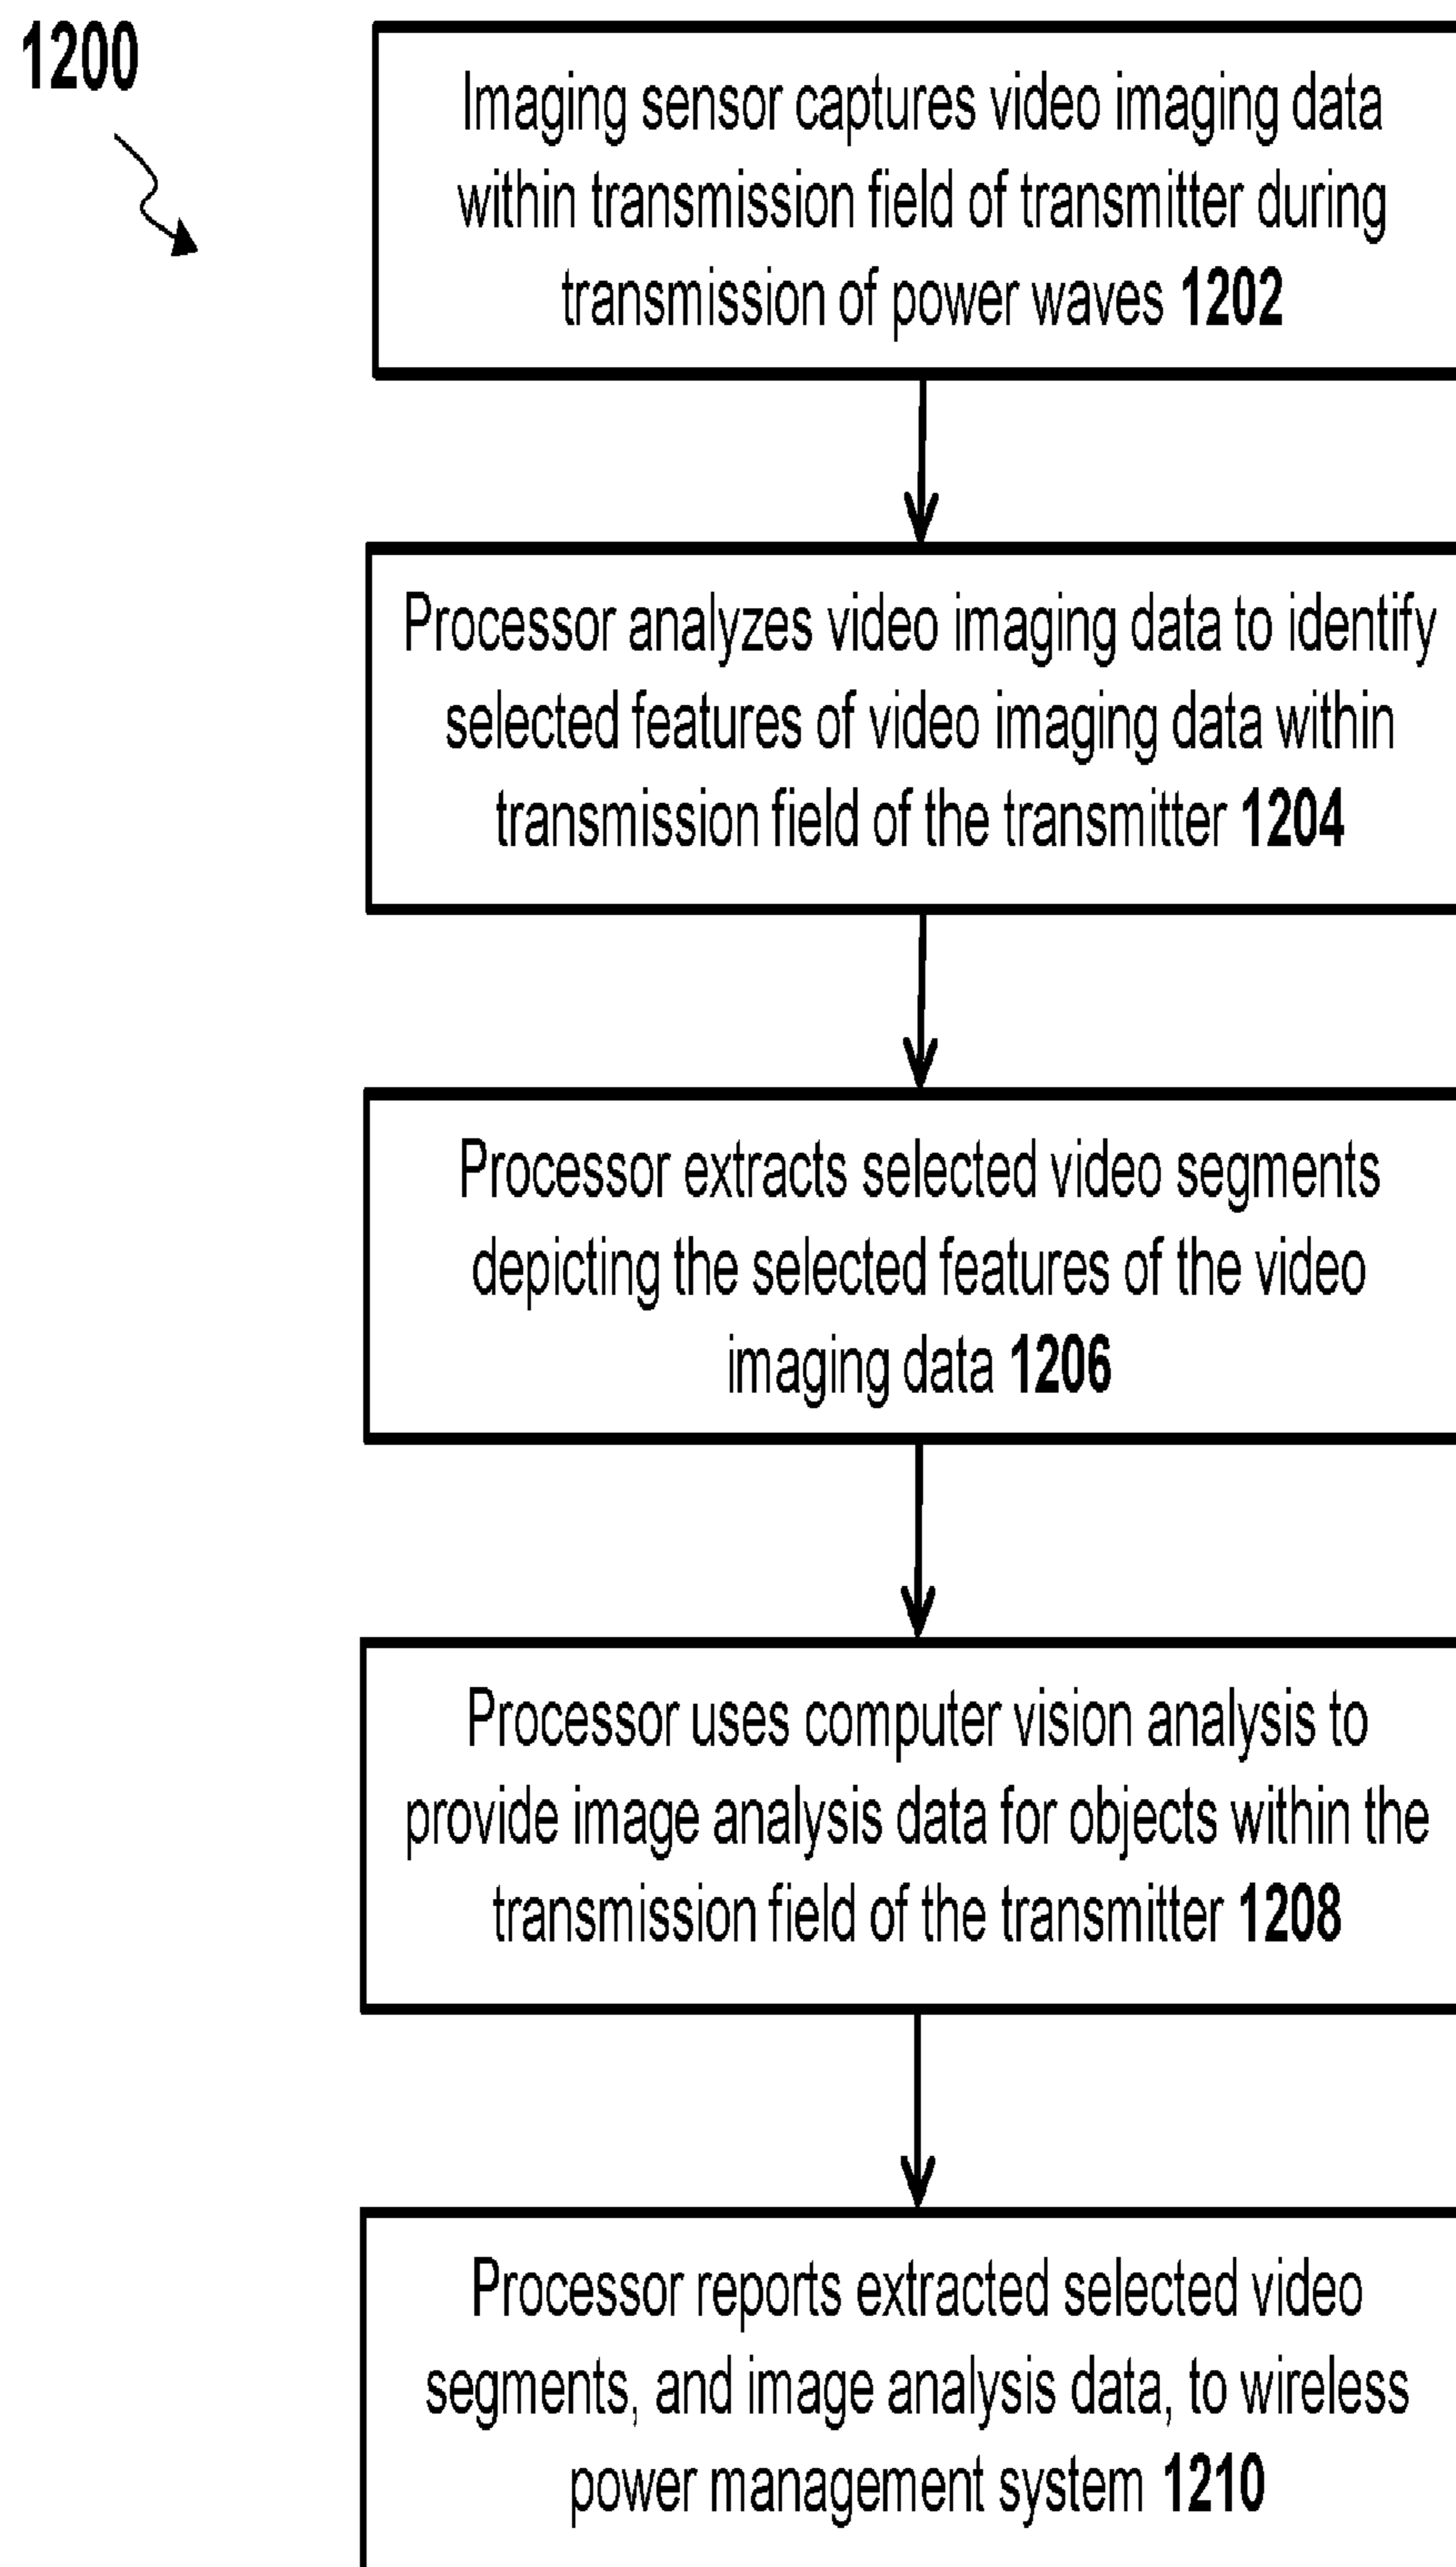 1200
Imaging sensor captures video imaging data
within transmission field of transmitter during
transmission of power waves 1202
Processor analyzes video imaging data to identify
selected features of video imaging data within
transmission field of the transmitter 1204
Processor extracts selected video segments
depicting the selected features of the video
imaging data 1206
Processor uses computer vision analysis to
provide image analysis data for objects within the
transmission field of the transmitter 1208
Processor reports extracted selected video
segments, and image analysis data, to wireless
power management system 1210